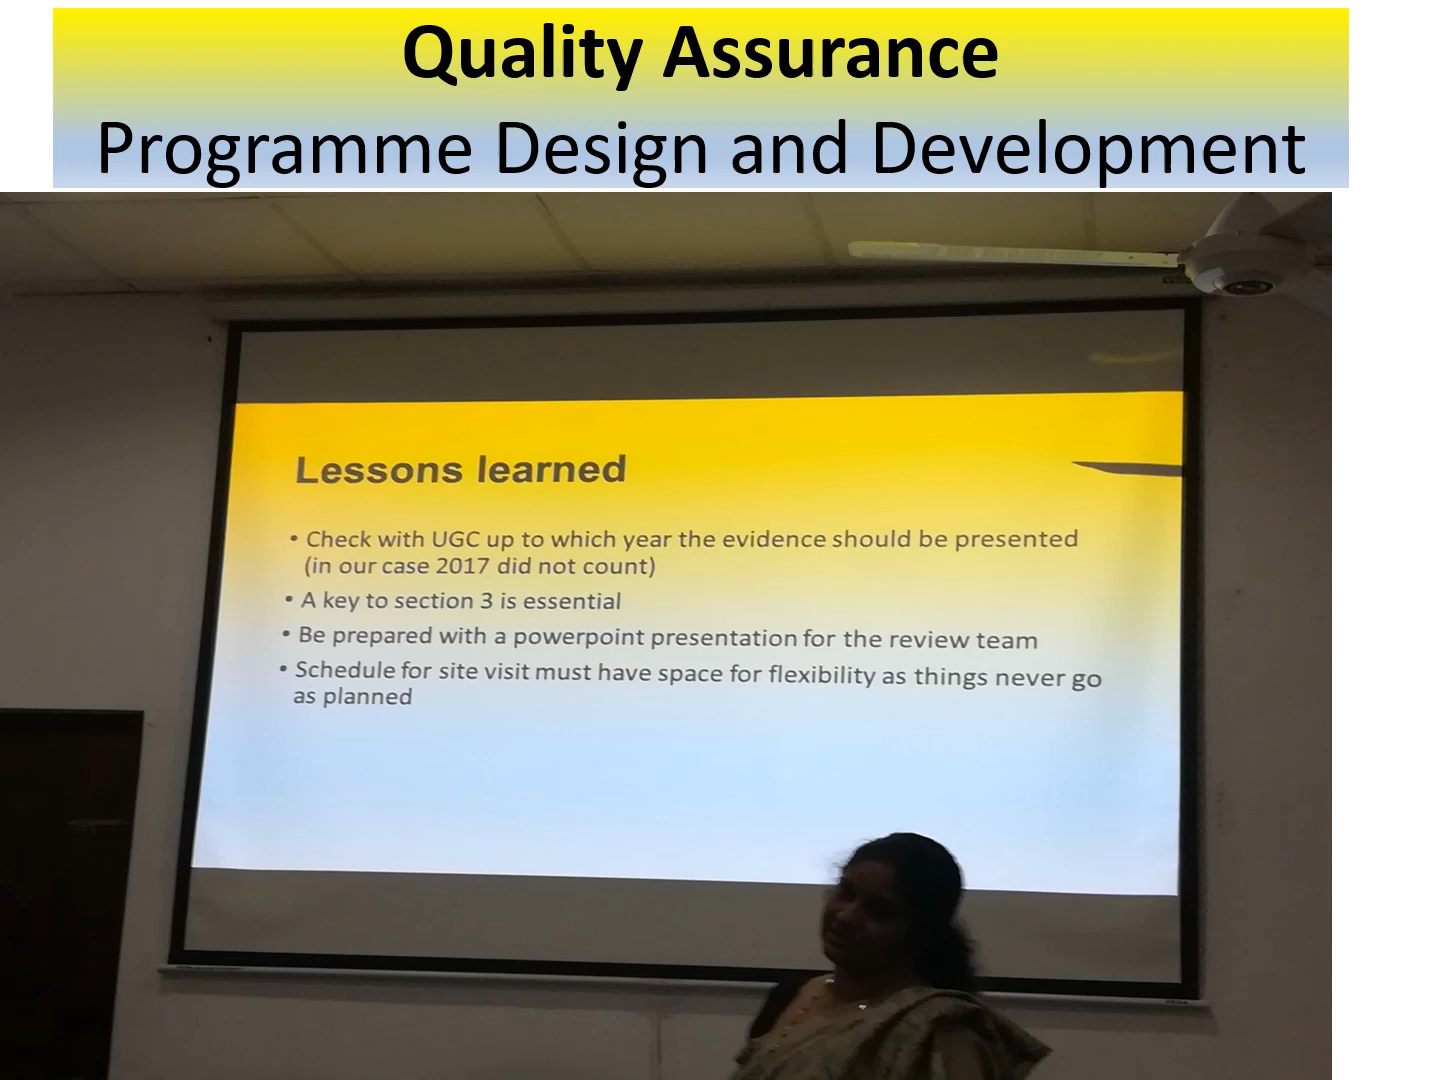 Quality Assurance
Programme Design and Development
Lessons learned
• Check with UGC up to which year the evidence should be presented
(in our case 2017 did not count)
• A key to section 3 is essential
• Be prepared with a powerpoint presentation for the review team
• Schedule for site visit must have space for flexibility as things never go
as planned